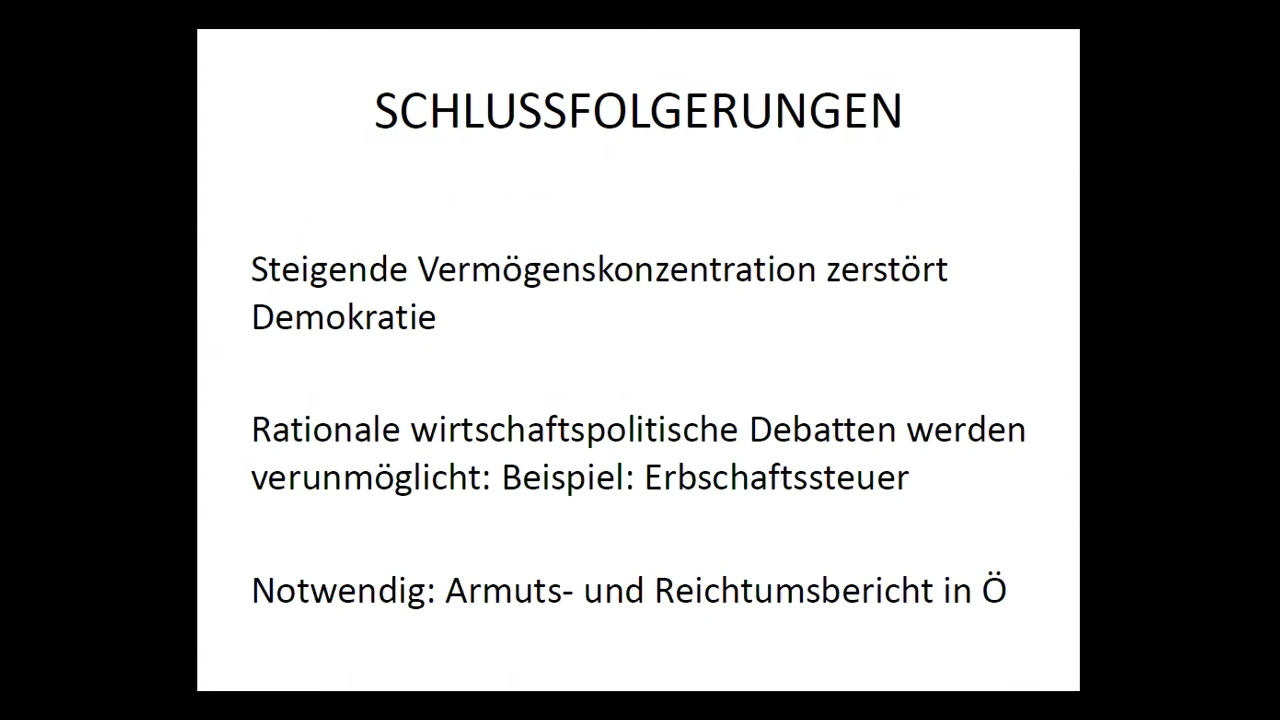 SCHLUSSFOLGERUNGEN
Steigende Vermögenskonzentration zerstört
Demokratie
Rationale wirtschaftspolitische Debatten werden
verunmöglicht: Beispiel: Erbschaftssteuer
Notwendig: Armuts- und Reichtumsbericht in Ö